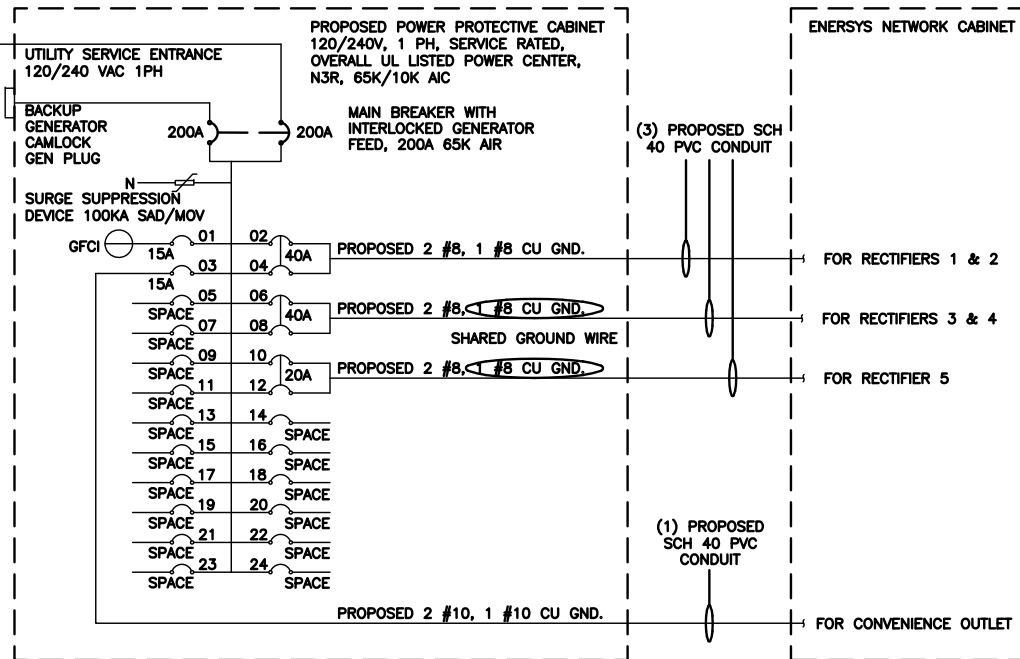 PROPOSED POWER PROTECTIVE CABINET
120/240V, 1 PH, SERVICE RATED,
OVERALL UL LISTED POWER CENTER,
N3R, 65K/10K AIC
ENERSYS NETWORK CABINET
UTILITY SERVICE ENTRANCE
120/240 VAC 1PH
BACKUP
GENERATOR
CAMLOCK
GEN PLUG
200A
200A
MAIN BREAKER WITH
INTERLOCKED GENERATOR
FEED, 200A 65K AIR
(3) PROPOSED SCH
40 PVC CONDUIT
N
SURGE SUPPRESSION
DEVICE 100KA SAD/MOV
GFCI
01
02
15A
40A
PROPOSED 2 #8, 1 #8 CU GND.
FOR RECTIFIERS 1 & 2
03
04
15A
05
06
SPACE
40A
PROPOSED 2 #8, 1 #8 CU GND.
FOR RECTIFIERS 3 & 4
07
08
SPACE
SHARED GROUND WIRE
09
10
SPACE
20A
PROPOSED 2 #8, 1 #8 CU GND.
FOR RECTIFIER 5
11
12
SPACE
13
14
SPACE
SPACE
15
16
SPACE
SPACE
17
18
SPACE
SPACE
19
20
SPACE
SPACE
21
22
SPACE
SPACE
23
24
SPACE
SPACE
(1) PROPOSED
SCH 40 PVC
CONDUIT
PROPOSED 2 #10, 1 #10 CU GND.
FOR CONVENIENCE OUTLET